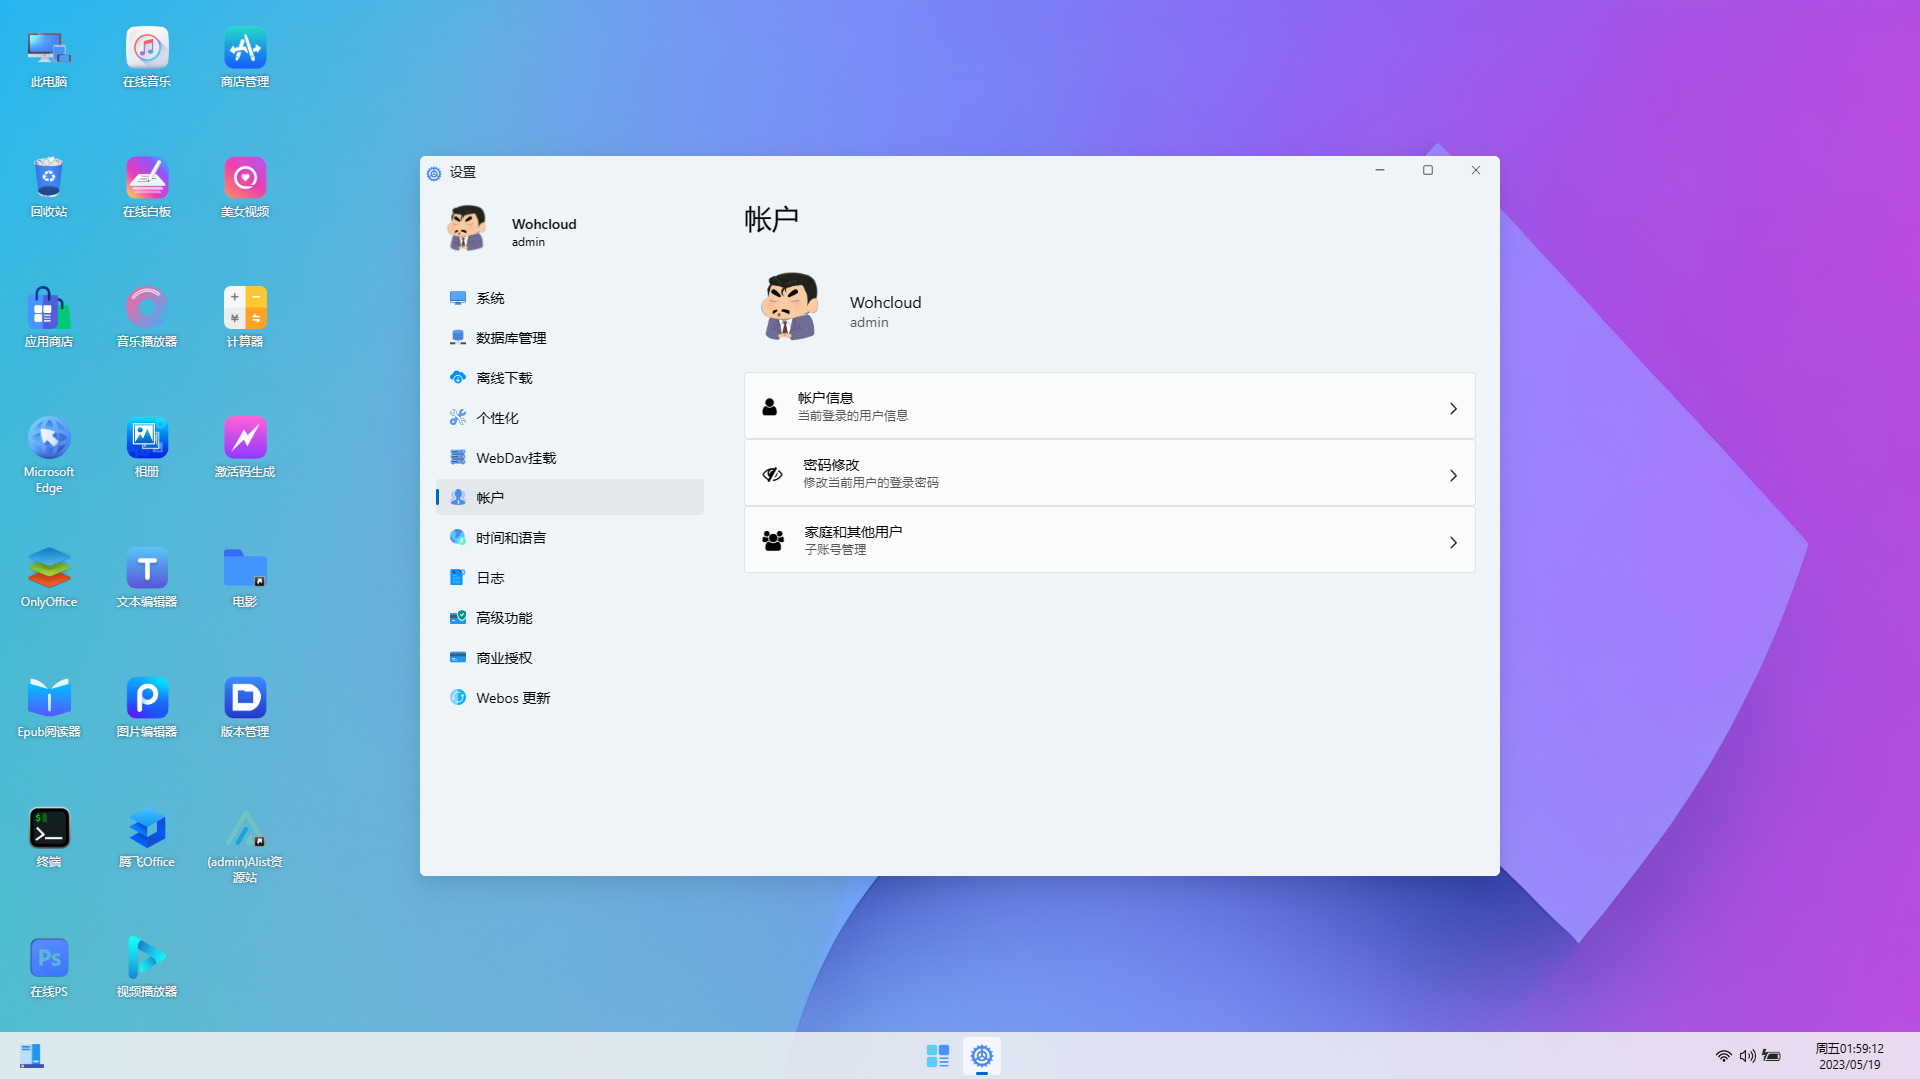 此电脑
在线音乐
商店管理
回收站
在线白板
美女视频
应用商店
音乐播放器
计算器
Microsoft
Edge
相册
激活码生成
OnlyOffice
文本编辑器
电影
Epub阅读器
图片编辑器
版本管理
终端
腾飞Office
(admin)Alist资
源站
在线PS
视频播放器
设置
Wohcloud
admin
系统
数据库管理
离线下载
个性化
WebDav挂载
帐户
时间和语言
日志
高级功能
商业授权
Webos 更新
帐户
Wohcloud
admin
帐户信息
当前登录的用户信息
密码修改
修改当前用户的登录密码
家庭和其他用户
子账号管理
周五01:59:12
2023/05/19